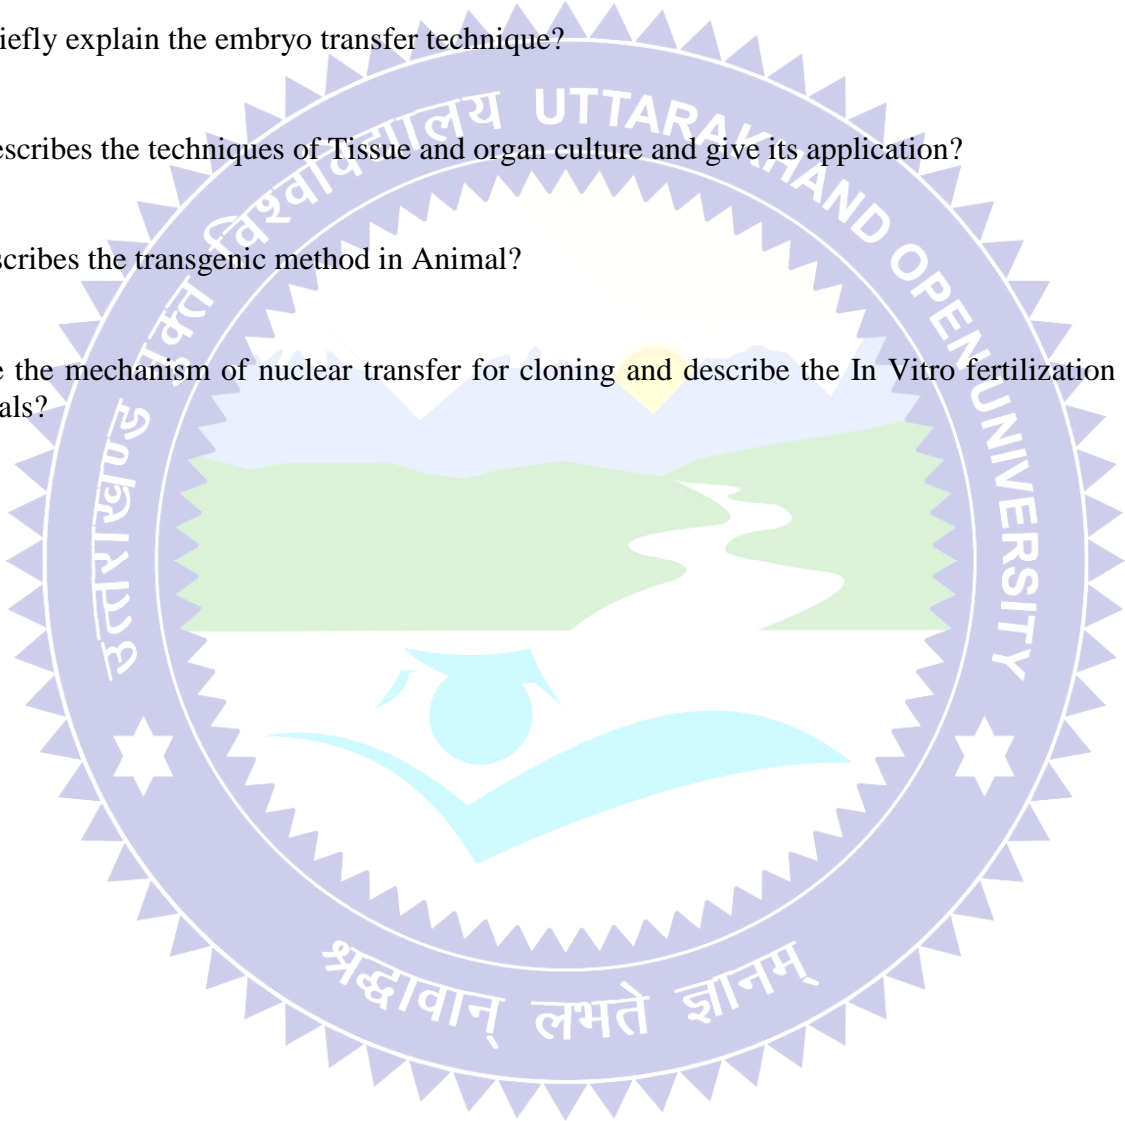 iefly explain the embryo transfer technique?
escribes the techniques of Tissue and organ culture and give its application?
scribes the transgenic method in Animal?
e the mechanism of nuclear transfer for cloning and describe the In Vitro fertilization
als?
उत्तराखण्ड मुक्त विश्वविद्यालय UTTARAKHAND OPEN UNIVERSITY
श्रद्धावान् लभते ज्ञानम्